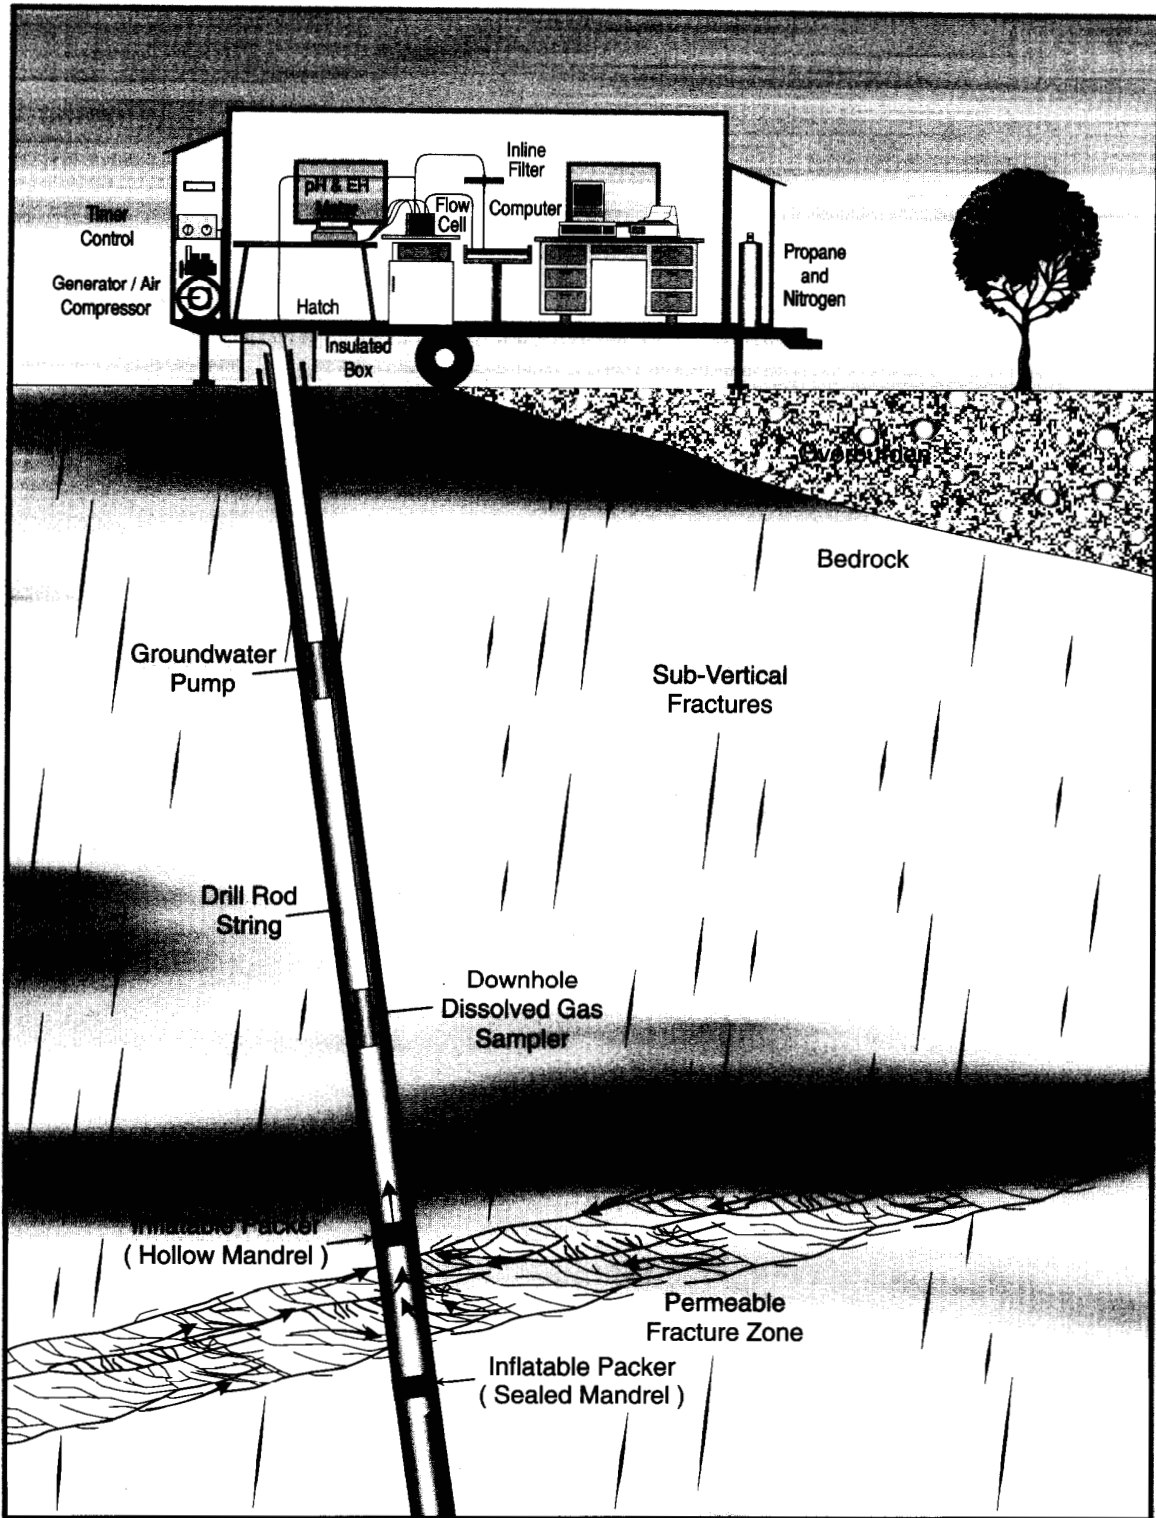 Inline
Filter
pH & EH
Meter
Flow
Cell
Computer
Timer
Control
Generator / Air
Compressor
Hatch
Propane
and
Nitrogen
Insulated
Box
Overburden
Bedrock
Groundwater
Pump
Sub-Vertical
Fractures
Drill Rod
String
Downhole
Dissolved Gas
Sampler
Inflatable Packer
( Hollow Mandrel )
Permeable
Fracture Zone
Inflatable Packer
( Sealed Mandrel )